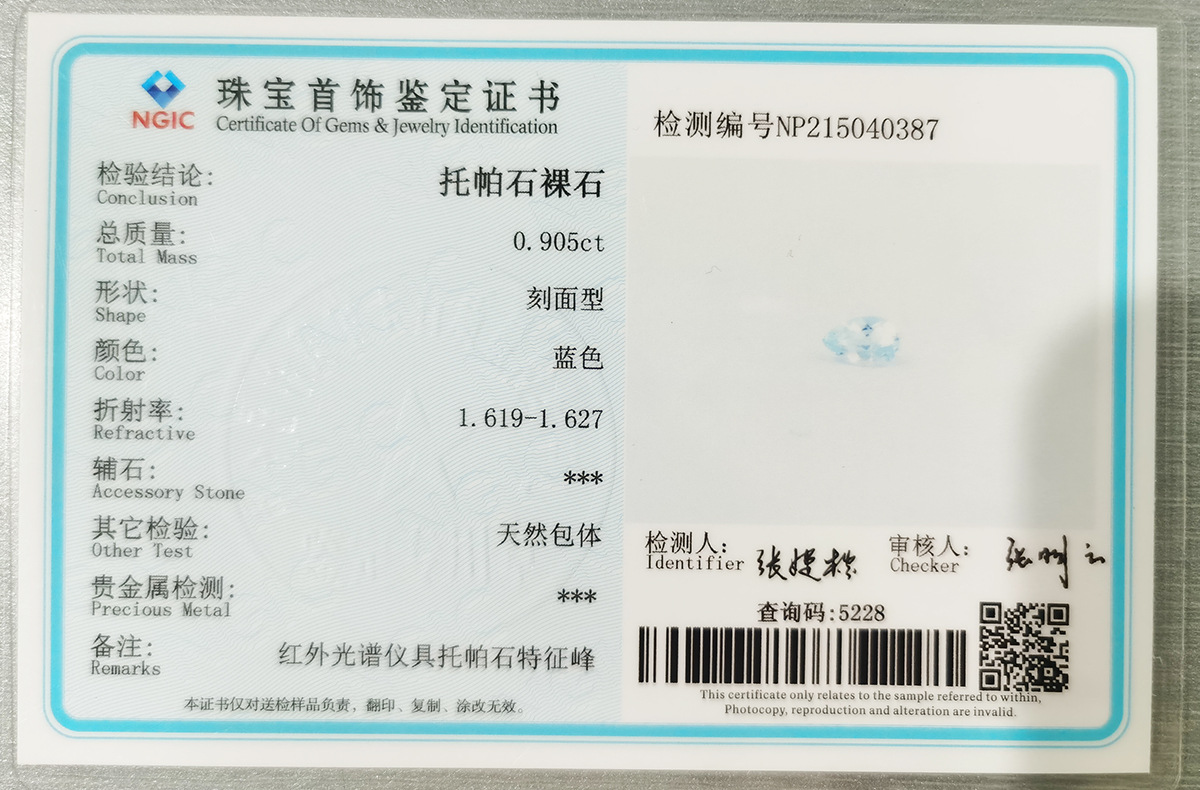 NGIC
珠宝首饰鉴定证书
Certificate Of Gems & Jewelry Identification
检验结论:
Conclusion
托帕石裸石
总质量:
Total Mass
0.905ct
形状:
Shape
刻面型
颜色:
Color
蓝色
折射率:
Refractive
1.619-1.627
辅石:
Accessory Stone
***
其它检验:
Other Test
天然包体
贵金属检测:
Precious Metal
***
备注:
Remarks
红外光谱仪具托帕石特征峰
本证书仅对送检样品负责，翻印、复制、涂改无效。
检测编号NP215040387
检测人:
Identifier
审核人:
Checker
查询码:5228
This certificate only relates to the sample referred to within,
Photocopy, reproduction and alteration are invalid.